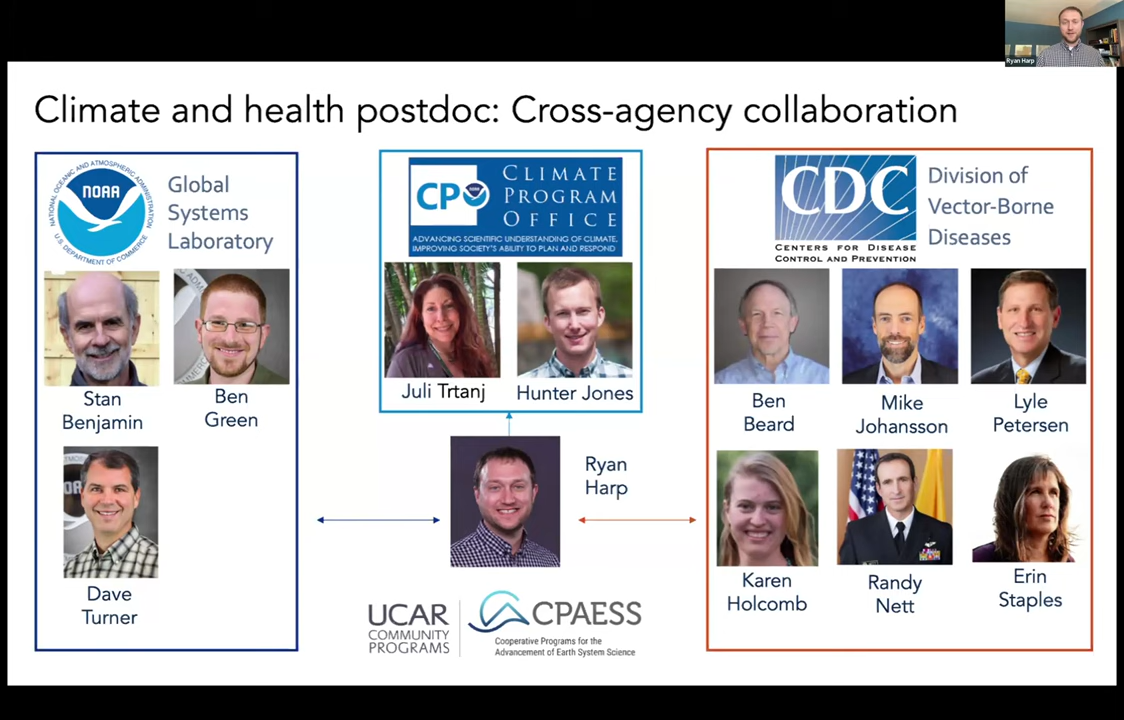 Ryan Harp
Climate and health postdoc: Cross-agency collaboration
NATIONAL OCEANIC AND ATMOSPHERIC ADMINISTRATION
NOAA
U.S. DEPARTMENT OF COMMERCE
Global
Systems
Laboratory
Stan
Benjamin
Ben
Green
Dave
Turner
CPO
CLIMATE
PROGRAM
OFFICE
ADVANCING SCIENTIFIC UNDERSTANDING OF CLIMATE,
IMPROVING SOCIETY'S ABILITY TO PLAN AND RESPOND
Juli Trtanj
Hunter Jones
Ryan
Harp
UCAR
COMMUNITY
PROGRAMS
CPAESS
Cooperative Programs for the
Advancement of Earth System Science
CDC
CENTERS FOR DISEASE
CONTROL AND PREVENTION
Division of
Vector-Borne
Diseases
Ben
Beard
Mike
Johansson
Lyle
Petersen
Karen
Holcomb
Randy
Nett
Erin
Staples